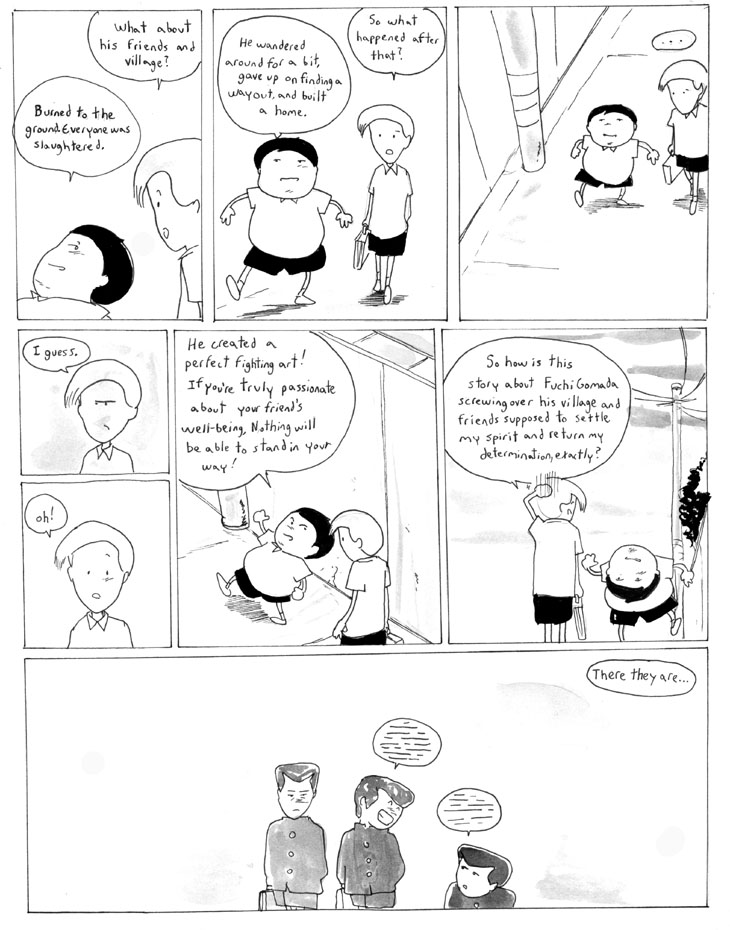 What about
his friends and
village?
Burned to the
ground. Everyone was
slaughtered.
He wandered
around for a bit,
gave up on finding a
way out, and built
a home.
So what
happened after
that?
...
I guess.
oh!
He created a
perfect fighting art!
If you're truly passionate
about your friend's
well-being, Nothing will
be able to stand in your
way!
So how is this
story about Fuchi Gomada
screwing over his village and
friends supposed to settle
my spirit and return my
determination, exactly?
There they are...